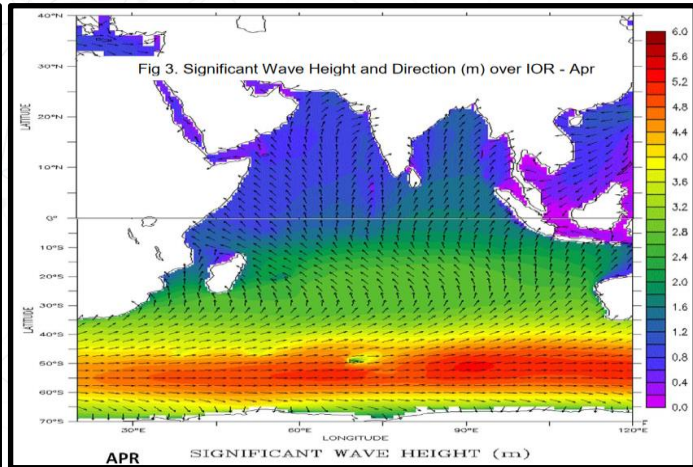 40°N
Fig 3. Significant Wave Height and Direction (m) over IOR - Apr
30°N
LATITUDE
20°N
10°N
0°
10°S
20°S
30°S
LATITUDE
40°S
50°S
60°S
70°S
30°E
60°E
90°E
120°E
LONGITUDE
APR
SIGNIFICANT WAVE HEIGHT (m)
6.0
5.6
5.2
4.8
4.4
4.0
3.6
3.2
2.8
2.4
2.0
1.6
1.2
0.8
0.4
0.0